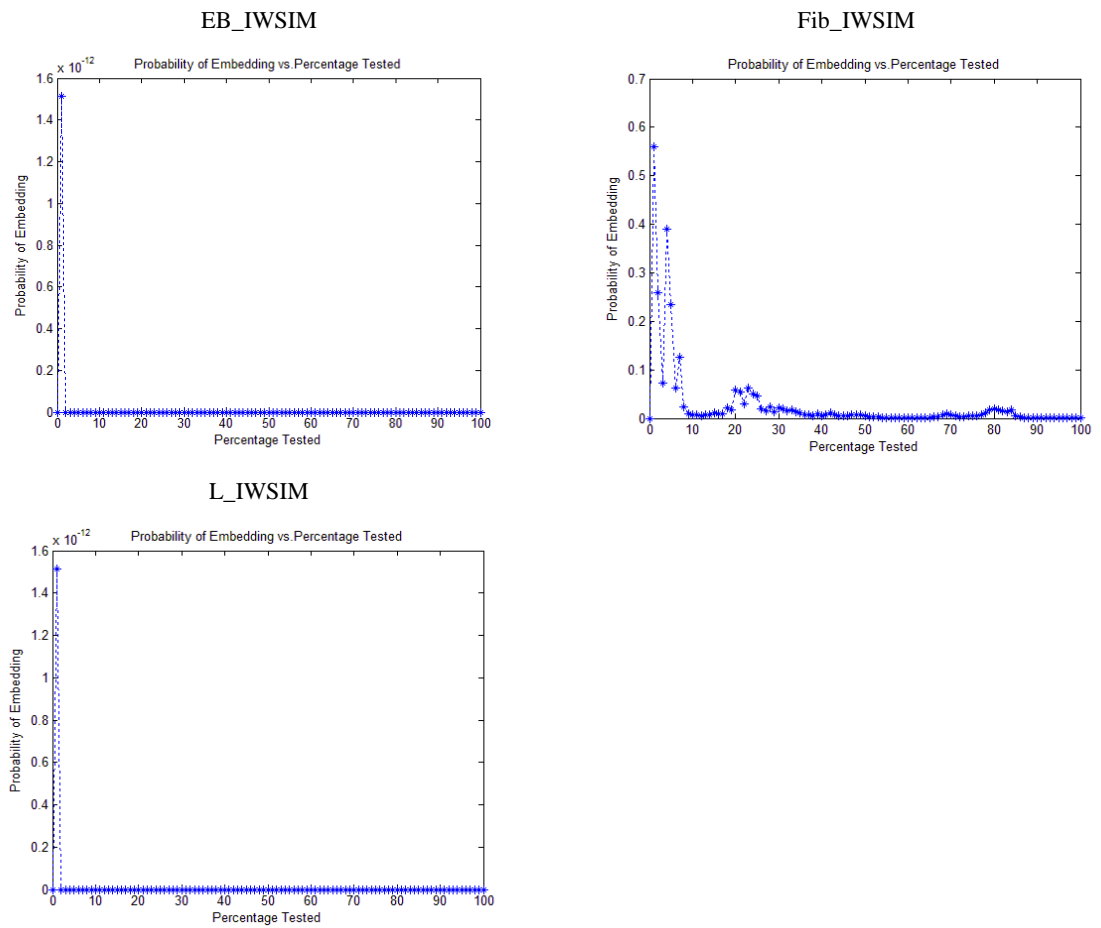 EB_IWSIM
Fib_IWSIM
x 10^-12
Probability of Embedding vs.Percentage Tested
1.6
1.4
1.2
1
0.8
0.6
0.4
0.2
0
Probability of Embedding
0 10 20 30 40 50 60 70 80 90 100
Percentage Tested
Probability of Embedding vs.Percentage Tested
0.7
0.6
0.5
0.4
0.3
0.2
0.1
0
Probability of Embedding
0 10 20 30 40 50 60 70 80 90 100
Percentage Tested
L_IWSIM
x 10^-12
Probability of Embedding vs.Percentage Tested
1.6
1.4
1.2
1
0.8
0.6
0.4
0.2
0
Probability of Embedding
0 10 20 30 40 50 60 70 80 90 100
Percentage Tested